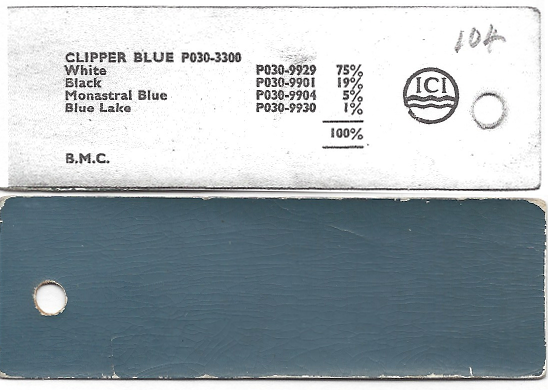 104
CLIPPER BLUE P030-3300
White P030-9929 75%
Black P030-9901 19%
Monastral Blue P030-9904 5%
Blue Lake P030-9930 1%
100%
B.M.C.
ICI